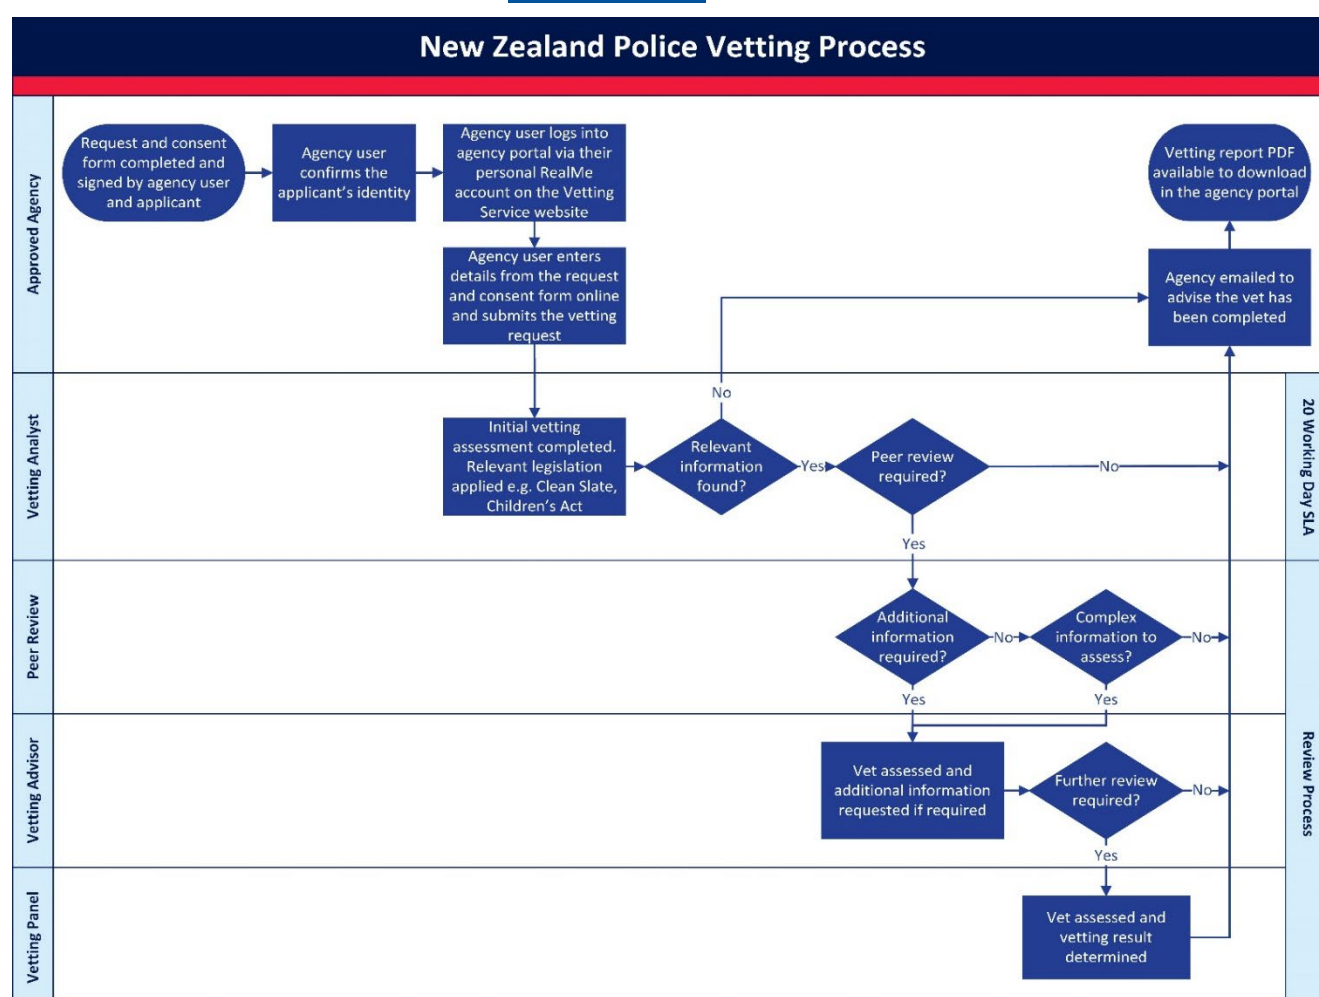 New Zealand Police Vetting Process
Approved Agency
Request and consent
form completed and
signed by agency user
and applicant
Agency user
confirms the
applicant's identity
Agency user logs into
agency portal via their
personal RealMe
account on the Vetting
Service website
Vetting report PDF
available to download
in the agency portal
Agency user enters
details from the request
and consent form online
and submits the vetting
request
Agency emailed to
advise the vet has
been completed
Vetting Analyst
No
Initial vetting
assessment completed.
Relevant legislation
applied e.g. Clean Slate,
Children's Act
Relevant
information
found?
Yes
Peer review
required?
No
Yes
20 Working Day SLA
Peer Review
Additional
information
required?
No
Complex
information to
assess?
No
Yes
Yes
Vetting Advisor
Vet assessed and
additional information
requested if required
Further review
required?
No
Yes
Review Process
Vetting Panel
Vet assessed and
vetting result
determined